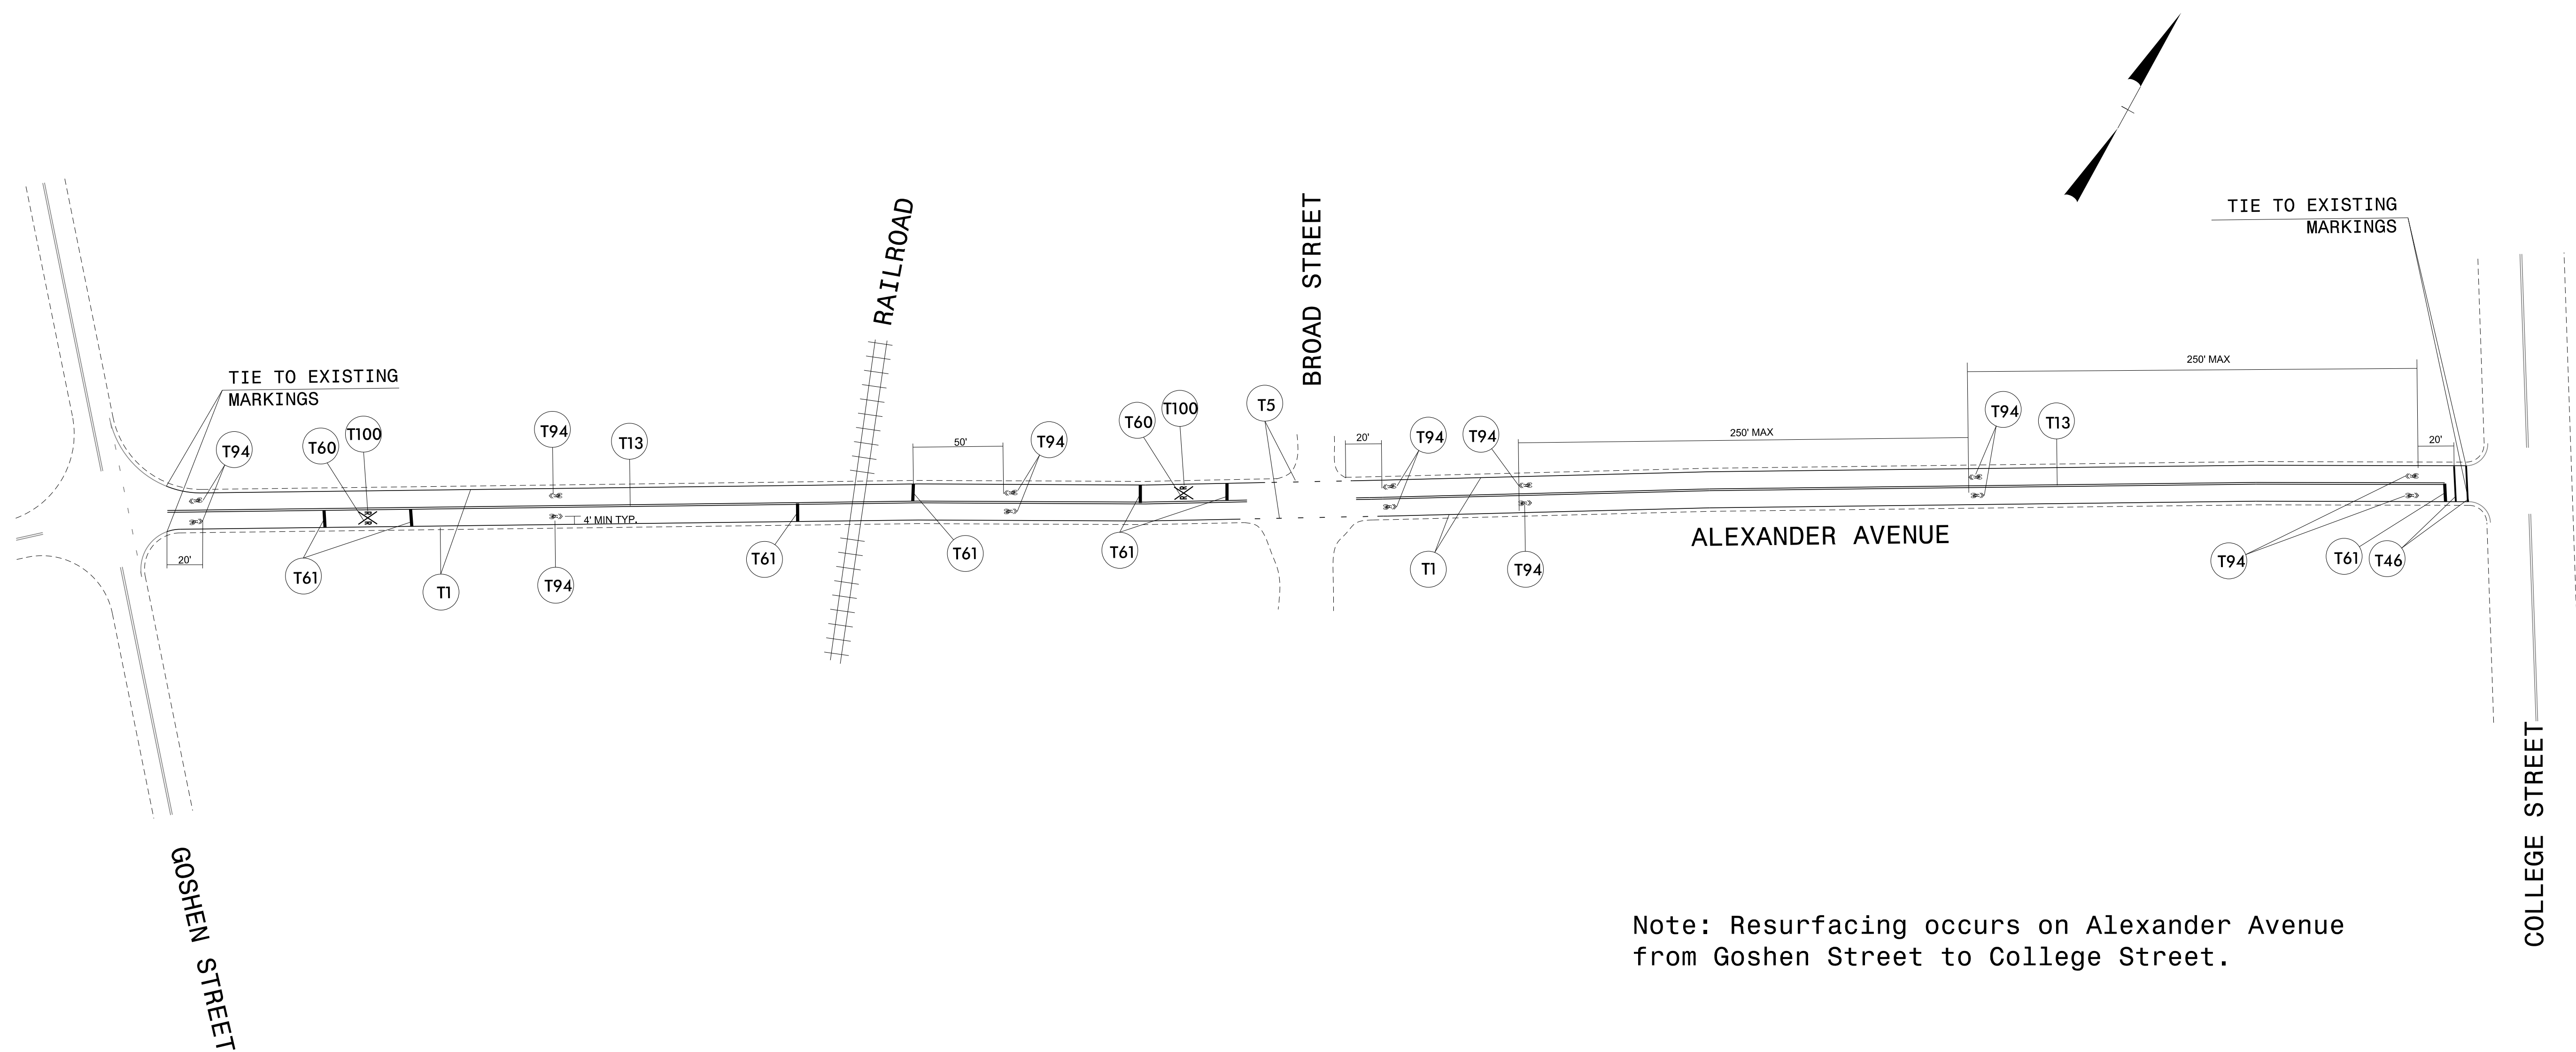 TIE TO EXISTING
MARKINGS
RAILROAD
BROAD STREET
TIE TO EXISTING
MARKINGS
T94
T60
T100
T94
T13
50'
T94
T60
T100
T5
20'
T94
T94
250' MAX
250' MAX
T94
T13
20'
20'
T61
T1
4' MIN TYP.
T94
T61
T61
T61
T1
T94
ALEXANDER AVENUE
T94
T61
T46
GOSHEN STREET
COLLEGE STREET
Note: Resurfacing occurs on Alexander Avenue
from Goshen Street to College Street.